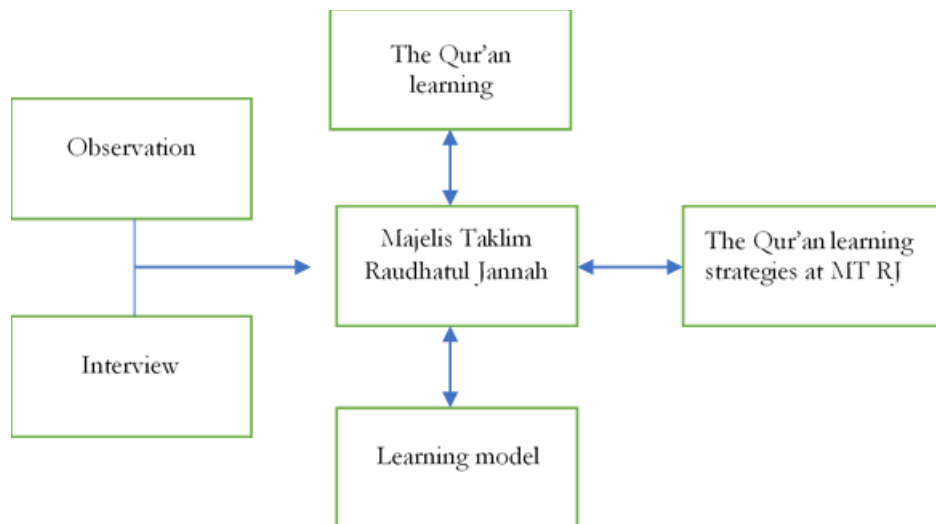 The Qur'an
learning
Observation
Majelis Taklim
Raudhatul Jannah
The Qur'an learning
strategies at MT RJ
Interview
Learning model